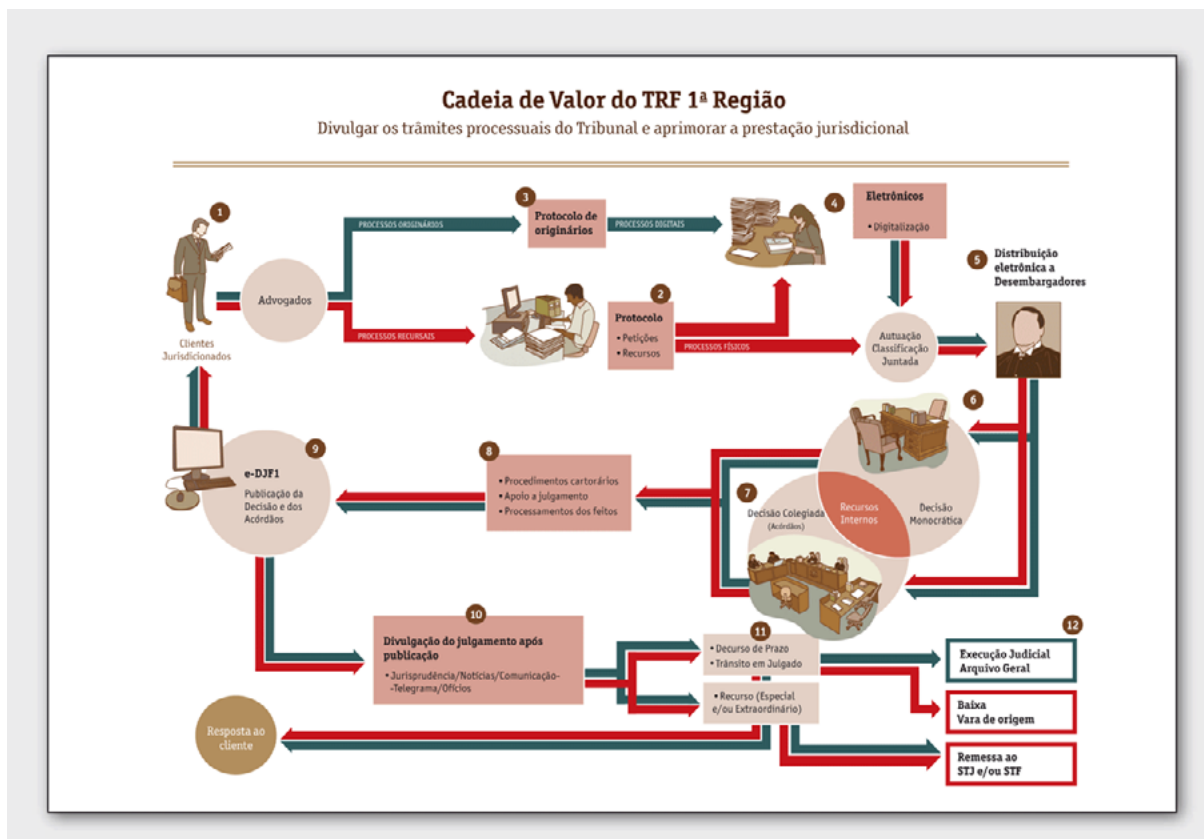 Cadeia de Valor do TRF 1ª Região
Divulgar os trâmites processuais do Tribunal e aprimorar a prestação jurisdicional
1
Clientes
Jurisdicionados
Advogados
PROCESSOS ORIGINÁRIOS
3
Protocolo de
originários
PROCESSOS DIGITAIS
4
Eletrônicos
• Digitalização
PROCESSOS RECURSAIS
2
Protocolo
• Petições
• Recursos
PROCESSOS FÍSICOS
Autuação
Classificação
Juntada
5
Distribuição
eletrônica a
Desembargadores
6
Decisão
Monocrática
Recursos
Internos
7
Decisão Colegiada
(Acórdãos)
8
• Procedimentos cartorários
• Apoio a julgamento
• Processamentos dos feitos
9
e-DJF1
Publicação da
Decisão e dos
Acórdãos
10
Divulgação do julgamento após
publicação
• Jurisprudência/Notícias/Comunicação-
-Telegrama/Ofícios
11
• Decurso de Prazo
• Trânsito em Julgado
• Recurso (Especial
e/ou Extraordinário)
12
Execução Judicial
Arquivo Geral
Baixa
Vara de origem
Remessa ao
STJ e/ou STF
Resposta ao
cliente